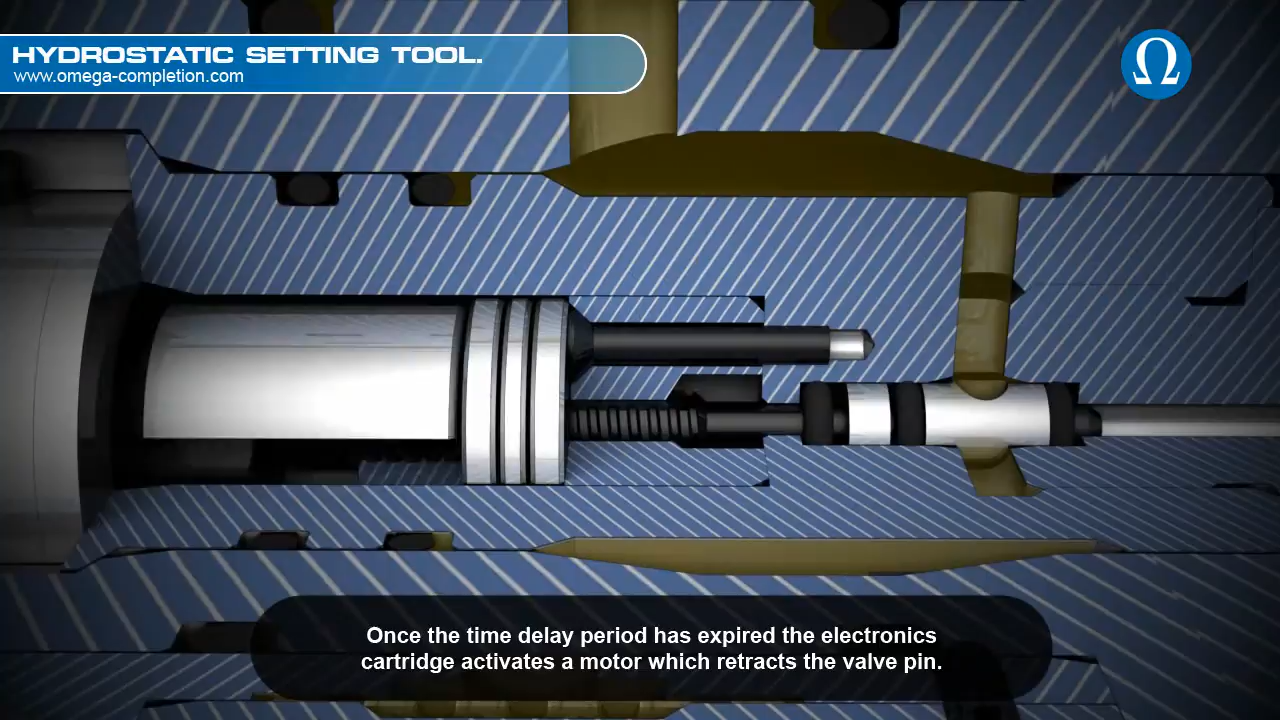 HYDROSTATIC SETTING TOOL.
www.omega-completion.com
Ω
Once the time delay period has expired the electronics
cartridge activates a motor which retracts the valve pin.